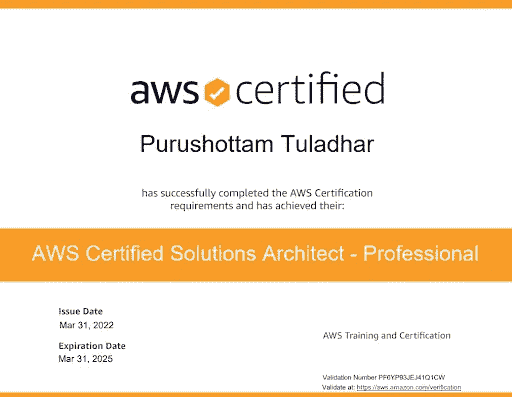 aws certified
Purushottam Tuladhar
has successfully completed the AWS Certification
requirements and has achieved their:
AWS Certified Solutions Architect - Professional
Issue Date
Mar 31, 2022
Expiration Date
Mar 31, 2025
AWS Training and Certification
Validation Number PF6YP93JEJ41Q1CW
Validate at: https://aws.amazon.com/verification